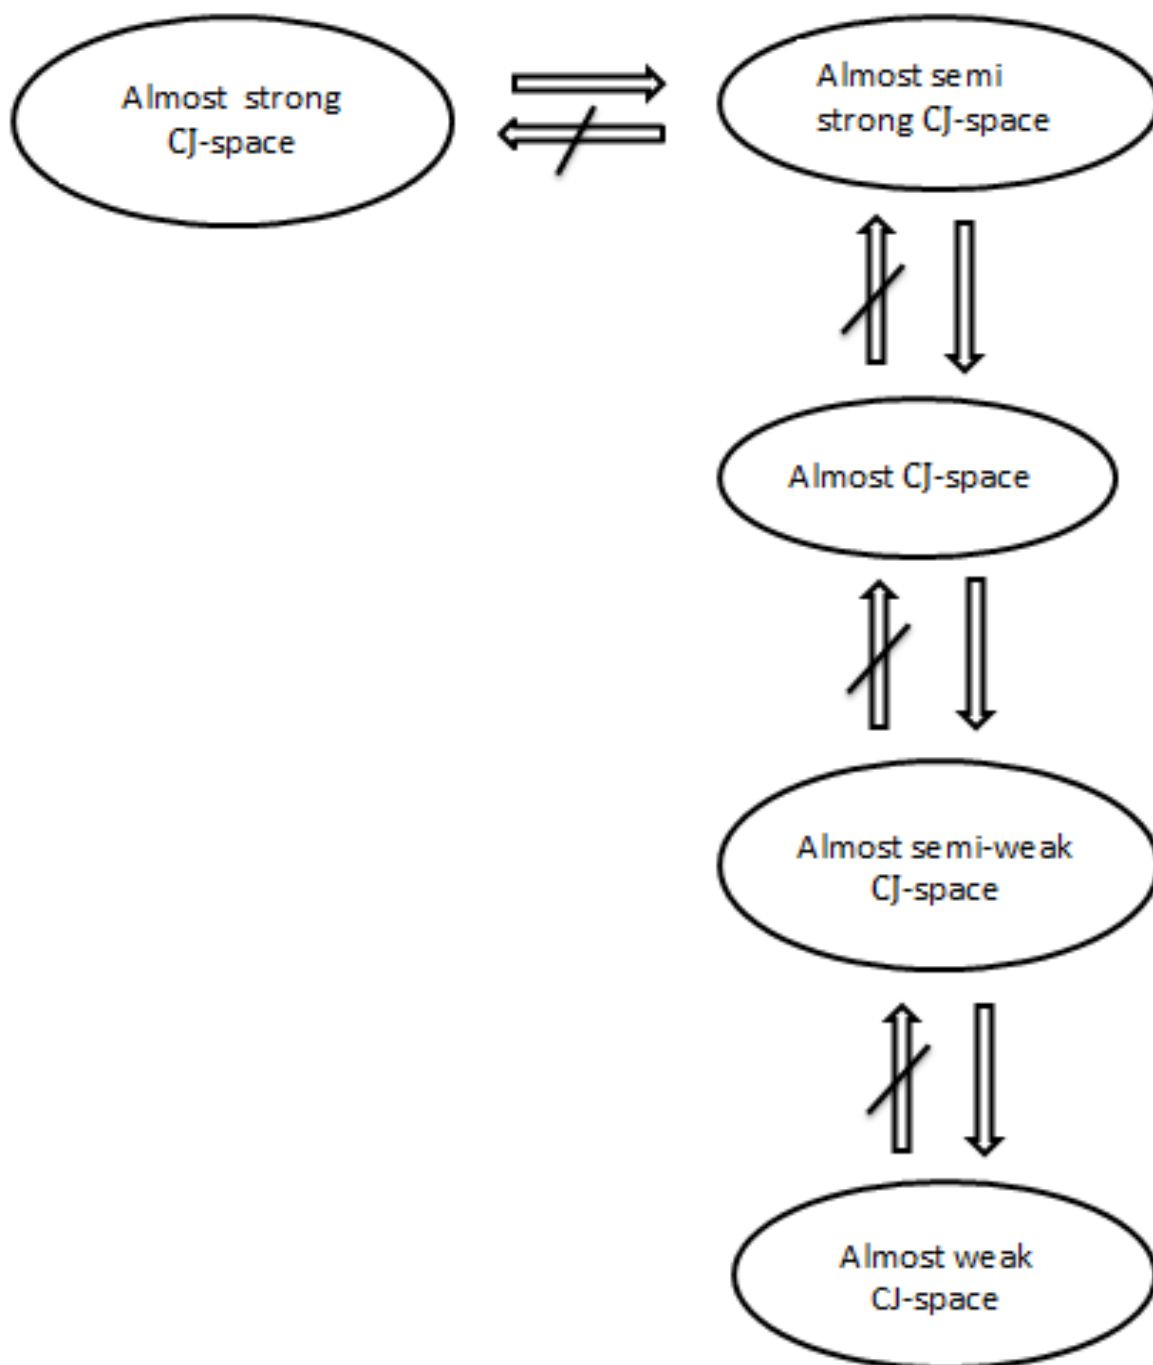 Almost strong
CJ-space
Almost semi
strong CJ-space
Almost CJ-space
Almost semi-weak
CJ-space
Almost weak
CJ-space